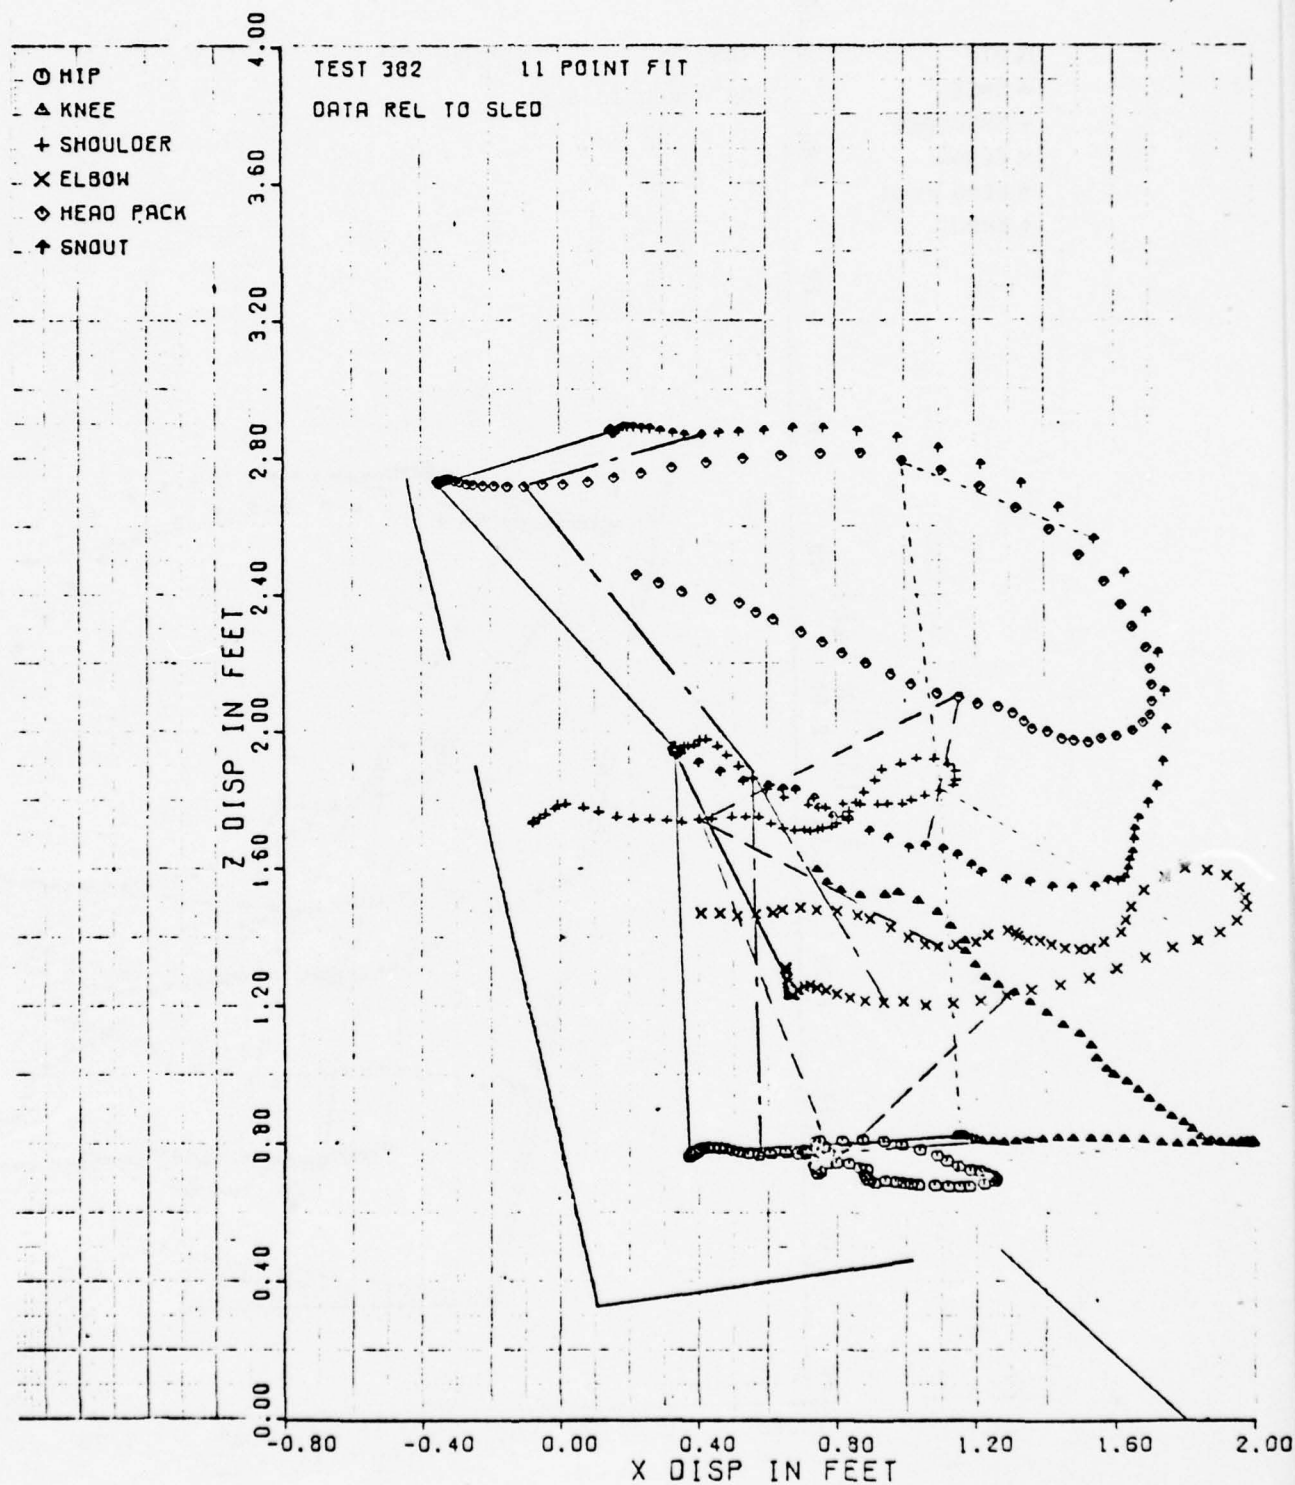 HIP
KNEE
SHOULDER
ELBOW
HEAD PACK
SNOUT
TEST 382 11 POINT FIT
DATA REL TO SLED
Z DISP IN FEET
4.00
3.60
3.20
2.80
2.40
2.00
1.60
1.20
0.80
0.40
0.00
-0.80 -0.40 0.00 0.40 0.80 1.20 1.60 2.00
X DISP IN FEET